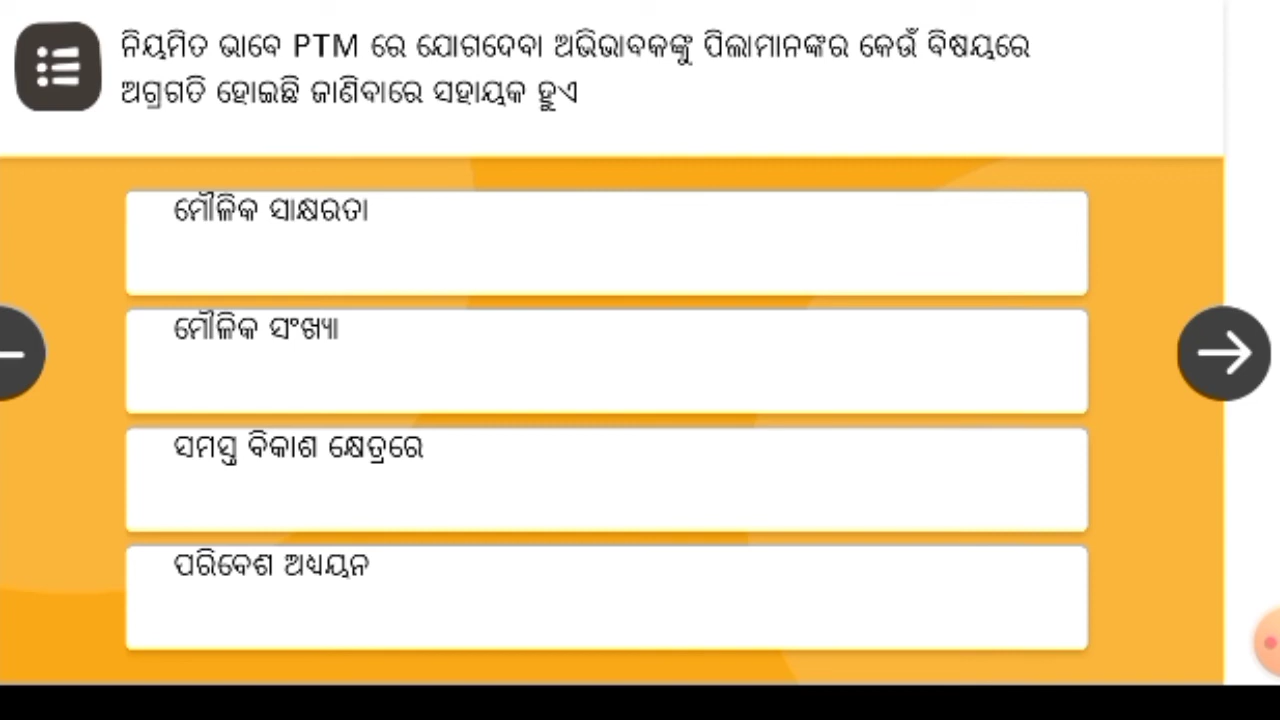 ନିୟମିତ ଭାବେ PTM ରେ ଯୋଗଦେବା ଅଭିଭାବକଙ୍କୁ ପିଲାମାନଙ୍କର କେଉଁ ବିଷୟରେ
ଅଗ୍ରଗତି ହୋଇଛି ଜାଣିବାରେ ସହାୟକ ହୁଏ
ମୌଳିକ ସାକ୍ଷରତା
ମୌଳିକ ସଂଖ୍ୟା
ସମସ୍ତ ବିକାଶ କ୍ଷେତ୍ରରେ
ପରିବେଶ ଅଧ୍ୟୟନ